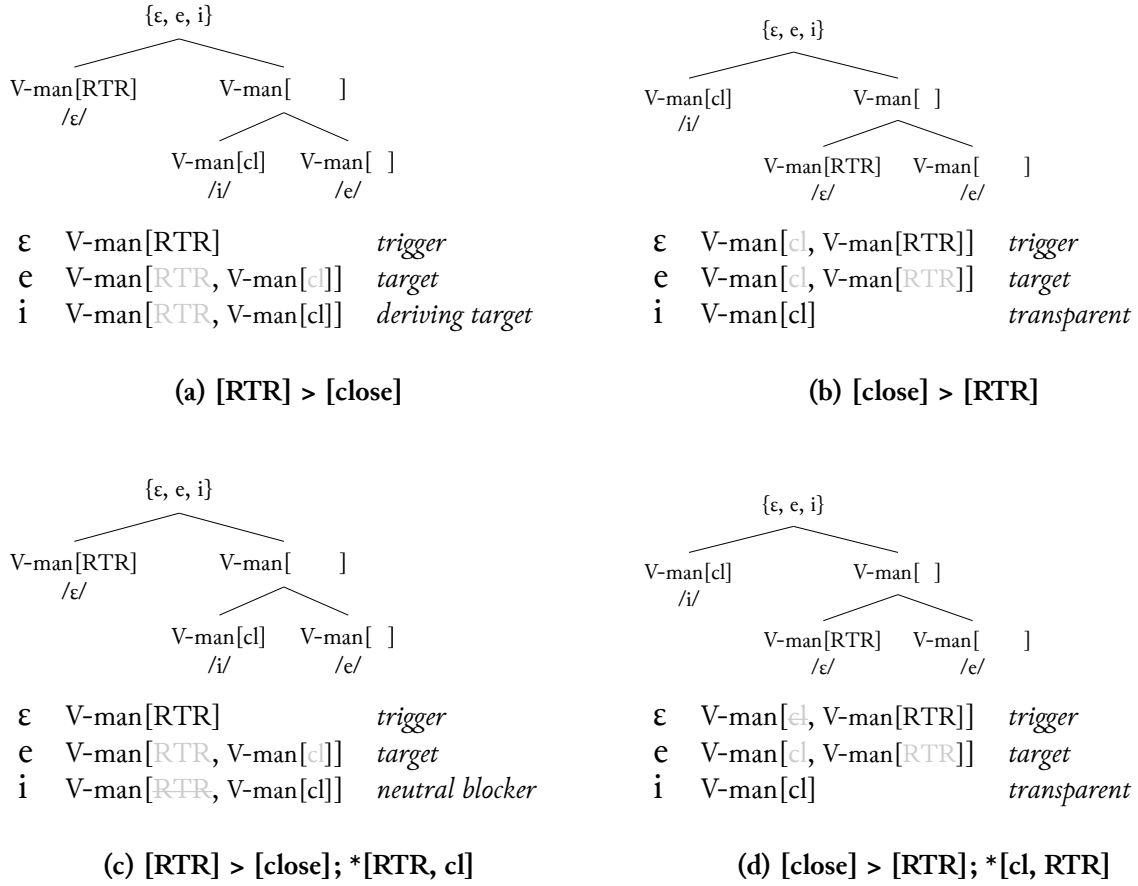 {ε, e, i}
V-man[RTR] V-man[ ]
/ε/
V-man[cl] V-man[ ]
/i/ /e/
ε V-man[RTR] trigger
e V-man[RTR, V-man[cl]] target
i V-man[RTR, V-man[cl]] deriving target
(a) [RTR] > [close]
{ε, e, i}
V-man[cl] V-man[ ]
/i/
V-man[RTR] V-man[ ]
/ε/ /e/
ε V-man[cl, V-man[RTR]] trigger
e V-man[cl, V-man[RTR]] target
i V-man[cl] transparent
(b) [close] > [RTR]
{ε, e, i}
V-man[RTR] V-man[ ]
/ε/
V-man[cl] V-man[ ]
/i/ /e/
ε V-man[RTR] trigger
e V-man[RTR, V-man[cl]] target
i V-man[RTR, V-man[cl]] neutral blocker
(c) [RTR] > [close]; *[RTR, cl]
{ε, e, i}
V-man[cl] V-man[ ]
/i/
V-man[RTR] V-man[ ]
/ε/ /e/
ε V-man[cl, V-man[RTR]] trigger
e V-man[cl, V-man[RTR]] target
i V-man[cl] transparent
(d) [close] > [RTR]; *[cl, RTR]